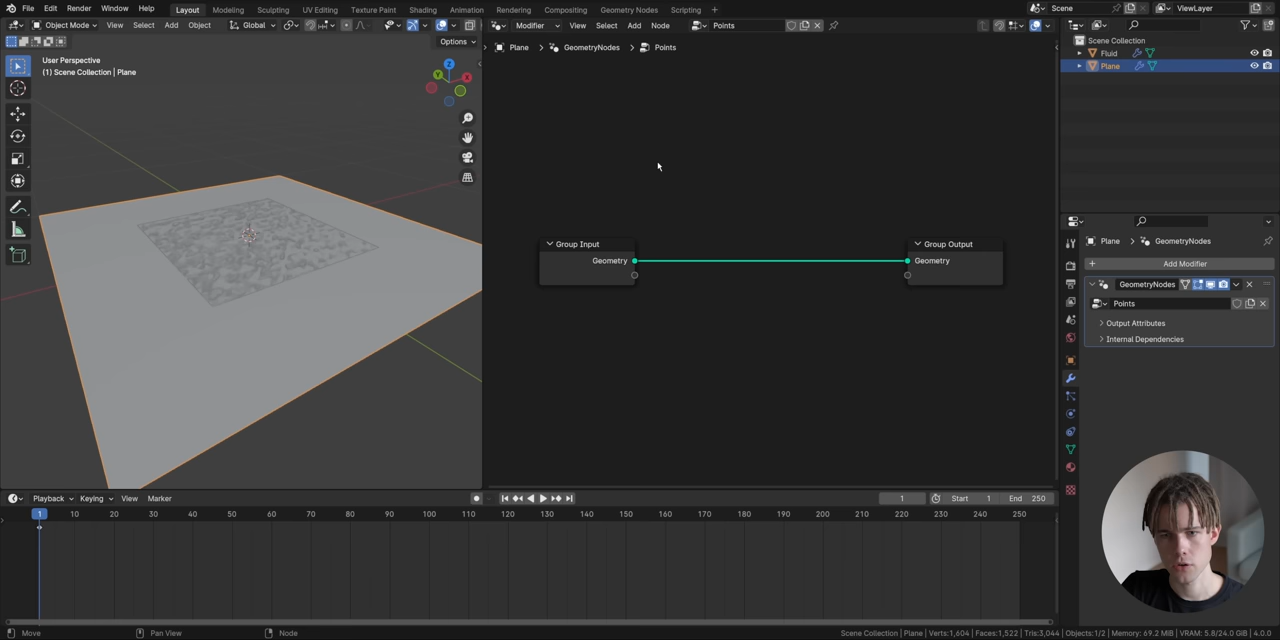 File Edit Render Window Help Layout Modeling Sculpting UV Editing Texture Paint Shading Animation Rendering Compositing Geometry Nodes Scripting + Scene ViewLayer
Object Mode View Select Add Object Global
Options
User Perspective
(1) Scene Collection | Plane
Z
X
Y
Modifier View Select Add Node Points
Plane > GeometryNodes > Points
Group Input
Geometry
Group Output
Geometry
Scene Collection
Fluid
Plane
Plane > GeometryNodes
+ Add Modifier
GeometryNodes
Points
Output Attributes
Internal Dependencies
Playback Keying View Marker 1 Start 1 End 250
1 10 20 30 40 50 60 70 80 90 100 110 120 130 140 150 160 170 180 190 200 210 220 230 240 250
Move Pan View Node Scene Collection | Plane | Verts:1,604 | Faces:1,522 | Tris:3,044 | Objects:1/2 | Memory: 69.2 MiB | VRAM: 5.8/24.0 GiB | 4.0.0